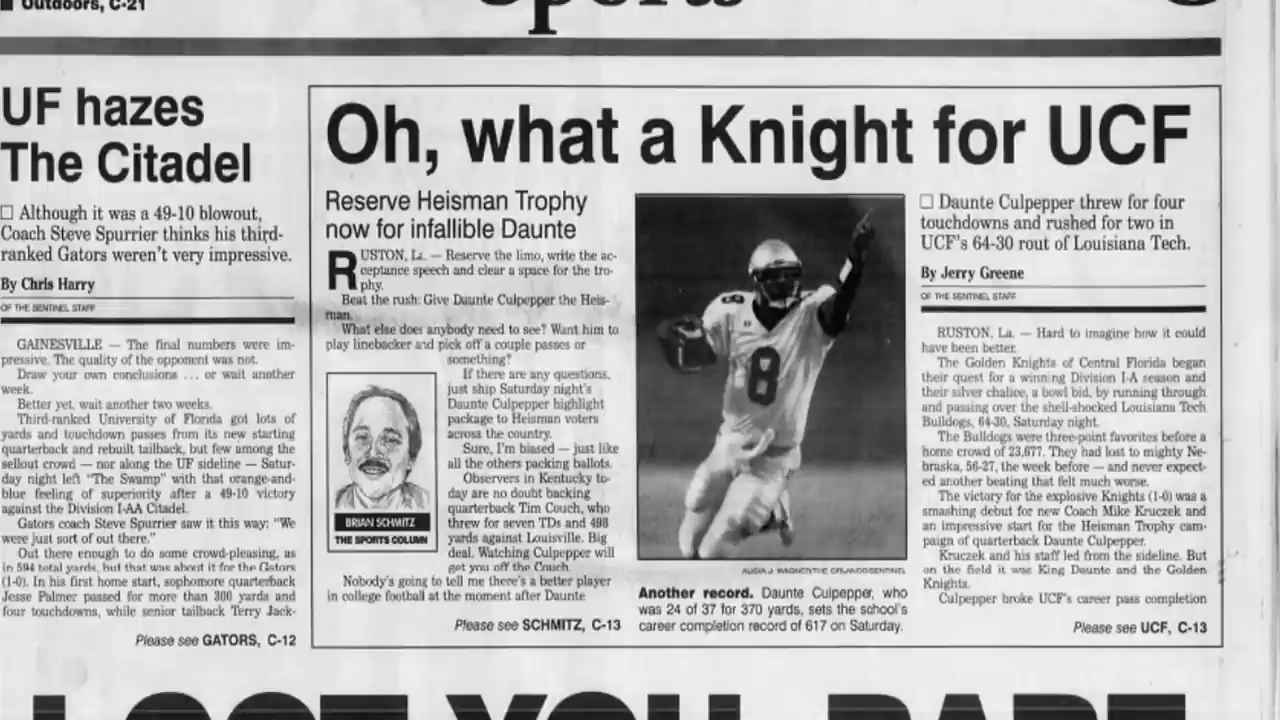 Outdoors, C-21
Sports
UF hazes
The Citadel
□ Although it was a 49-10 blowout,
Coach Steve Spurrier thinks his third-
ranked Gators weren't very impressive.
By Chris Harry
OF THE SENTINEL STAFF
GAINESVILLE — The final numbers were im-
pressive. The quality of the opponent was not.
Draw your own conclusions ... or wait another
week.
Better yet, wait another two weeks.
Third-ranked University of Florida got lots of
yards and touchdown passes from its new starting
quarterback and rebuilt tailback, but few among the
sellout crowd — nor along the UF sideline — Satur-
day night left "The Swamp" with that orange-and-
blue feeling of superiority after a 49-10 victory
against the Division I-AA Citadel.
Gators coach Steve Spurrier saw it this way: "We
were just sort of out there."
Out there enough to do some crowd-pleasing, as
in 594 total yards, but that was about it for the Gators
(1-0). In his first home start, sophomore quarterback
Jesse Palmer passed for more than 300 yards and
four touchdowns, while senior tailback Terry Jack-
Please see GATORS, C-12
Oh, what a Knight for UCF
Reserve Heisman Trophy
now for infallible Daunte
RUSTON, La. — Reserve the limo, write the ac-
ceptance speech and clear a space for the tro-
phy.
Beat the rush: Give Daunte Culpepper the Heis-
man.
What else does anybody need to see? Want him to
play linebacker and pick off a couple passes or
something?
If there are any questions,
just ship Saturday night's
Daunte Culpepper highlight
package to Heisman voters
across the country.
Sure, I'm biased — just like
all the others packing ballots.
Observers in Kentucky to-
day are no doubt backing
quarterback Tim Couch, who
threw for seven TDs and 498
yards against Louisville. Big
deal. Watching Culpepper will
get you off the Couch.
Nobody's going to tell me there's a better player
in college football at the moment after Daunte
Please see SCHMITZ, C-13
BRIAN SCHMITZ
THE SPORTS COLUMN
8
8
/THE ORLANDO SENTINEL
Another record. Daunte Culpepper, who
was 24 of 37 for 370 yards, sets the school's
career completion record of 617 on Saturday.
□ Daunte Culpepper threw for four
touchdowns and rushed for two in
UCF's 64-30 rout of Louisiana Tech.
By Jerry Greene
OF THE SENTINEL STAFF
RUSTON, La. — Hard to imagine how it could
have been better.
The Golden Knights of Central Florida began
their quest for a winning Division I-A season and
their silver chalice, a bowl bid, by running through
and passing over the shell-shocked Louisiana Tech
Bulldogs, 64-30, Saturday night.
The Bulldogs were three-point favorites before a
home crowd of 23,677. They had lost to mighty Ne-
braska, 56-27, the week before — and never expect-
ed another beating that felt much worse.
The victory for the explosive Knights (1-0) was a
smashing debut for new Coach Mike Kruczek and
an impressive start for the Heisman Trophy cam-
paign of quarterback Daunte Culpepper.
Kruczek and his staff led from the sideline. But
on the field it was King Daunte and the Golden
Knights.
Culpepper broke UCF's career pass completion
Please see UCF, C-13